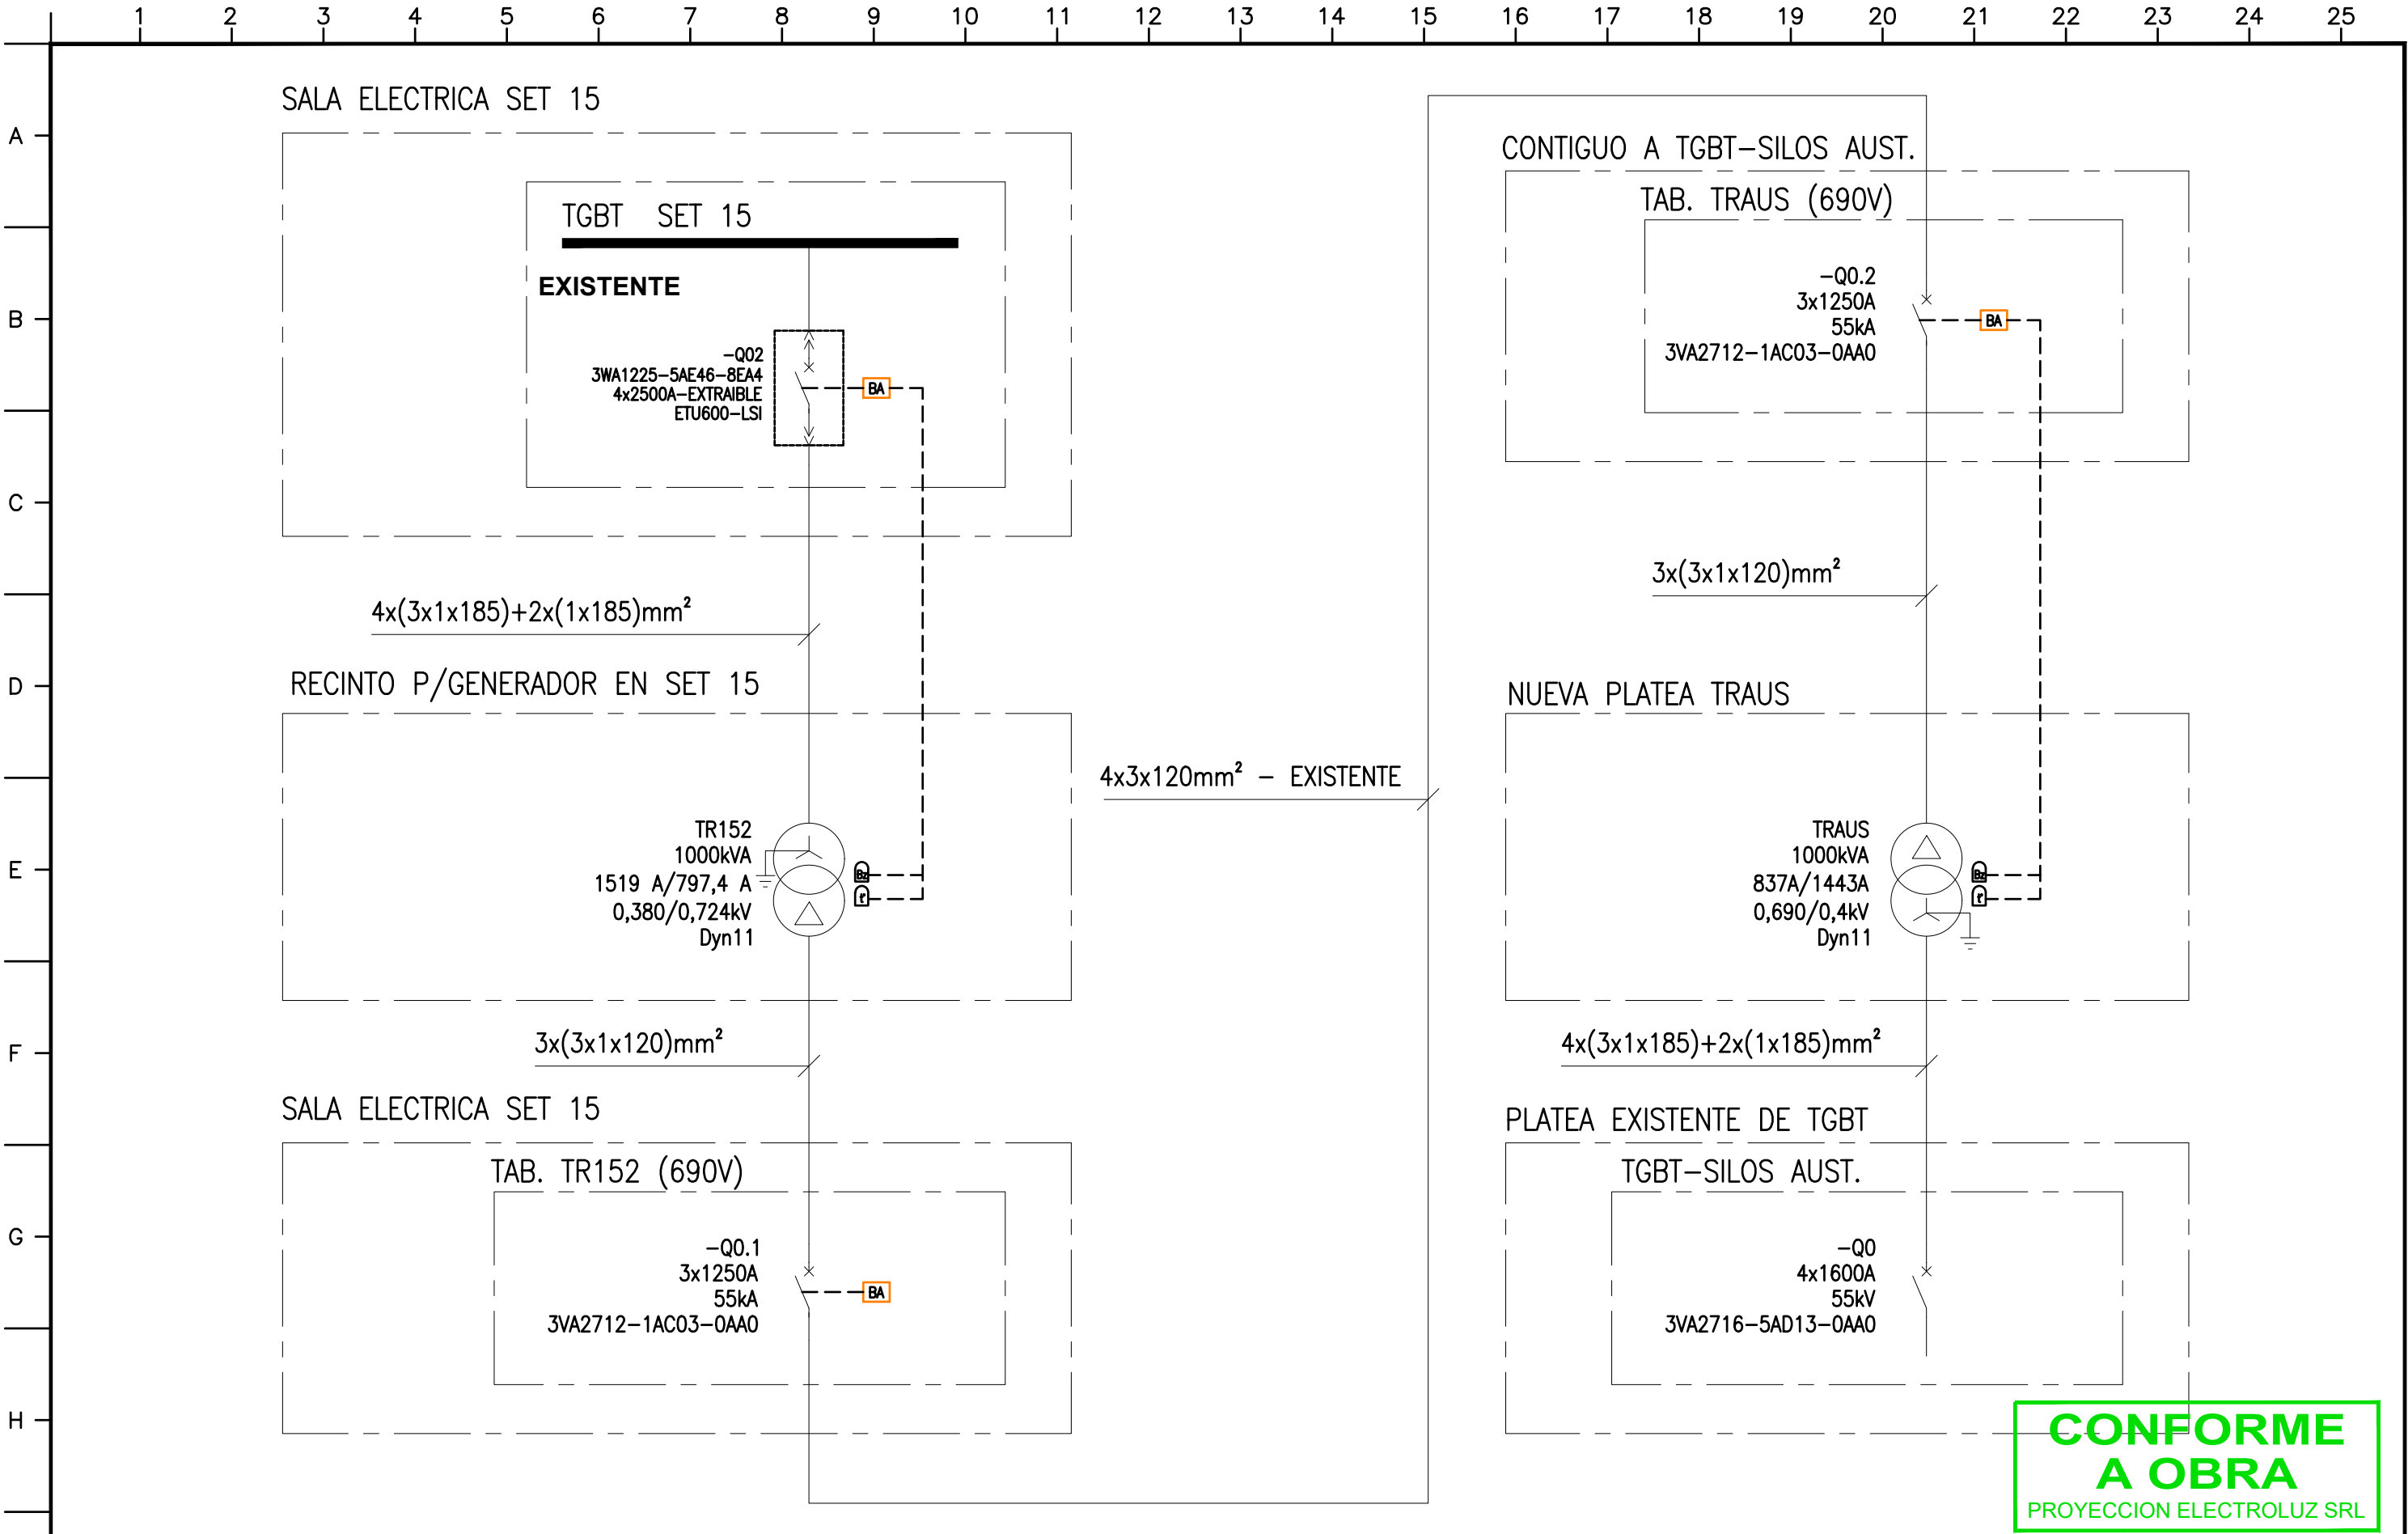 1 2 3 4 5 6 7 8 9 10 11 12 13 14 15 16 17 18 19 20 21 22 23 24 25
A
B
C
D
E
F
G
H
SALA ELECTRICA SET 15
TGBT SET 15
EXISTENTE
-Q02
3WA1225-5AE46-8EA4
4x2500A-EXTRAIBLE
ETU600-LSI
BA
4x(3x1x185)+2x(1x185)mm²
RECINTO P/GENERADOR EN SET 15
TR152
1000kVA
1519 A/797,4 A
0,380/0,724kV
Dyn11
Bz
t°
3x(3x1x120)mm²
SALA ELECTRICA SET 15
TAB. TR152 (690V)
-Q0.1
3x1250A
55kA
3VA2712-1AC03-0AA0
BA
4x3x120mm² - EXISTENTE
CONTIGUO A TGBT-SILOS AUST.
TAB. TRAUS (690V)
-Q0.2
3x1250A
55kA
3VA2712-1AC03-0AA0
BA
3x(3x1x120)mm²
NUEVA PLATEA TRAUS
TRAUS
1000kVA
837A/1443A
0,690/0,4kV
Dyn11
Bz
t°
4x(3x1x185)+2x(1x185)mm²
PLATEA EXISTENTE DE TGBT
TGBT-SILOS AUST.
-Q0
4x1600A
55kV
3VA2716-5AD13-0AA0
CONFORME
A OBRA
PROYECCION ELECTROLUZ SRL